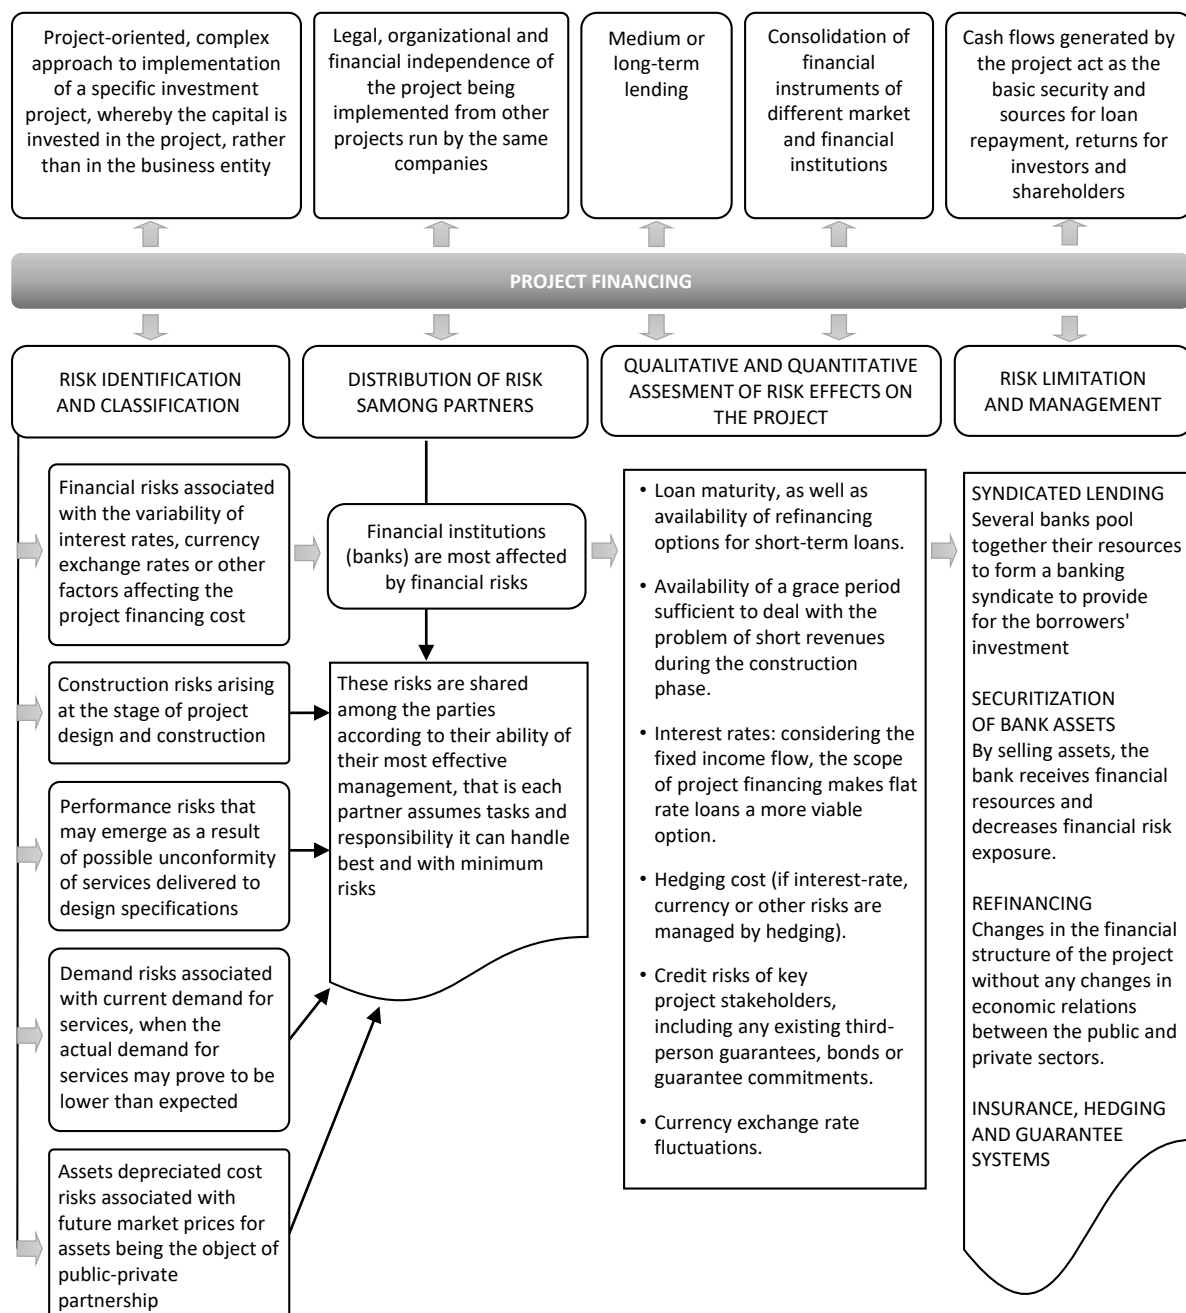 Project-oriented, complex
approach to implementation
of a specific investment
project, whereby the capital is
invested in the project, rather
than in the business entity
Legal, organizational and
financial independence of
the project being
implemented from other
projects run by the same
companies
Medium or
long-term
lending
Consolidation of
financial
instruments of
different market
and financial
institutions
Cash flows generated by
the project act as the
basic security and
sources for loan
repayment, returns for
investors and
shareholders
PROJECT FINANCING
RISK IDENTIFICATION
AND CLASSIFICATION
DISTRIBUTION OF RISK
SAMONG PARTNERS
QUALITATIVE AND QUANTITATIVE
ASSESMENT OF RISK EFFECTS ON
THE PROJECT
RISK LIMITATION
AND MANAGEMENT
Financial risks associated
with the variability of
interest rates, currency
exchange rates or other
factors affecting the
project financing cost
Construction risks arising
at the stage of project
design and construction
Performance risks that
may emerge as a result
of possible unconformity
of services delivered to
design specifications
Demand risks associated
with current demand for
services, when the
actual demand for
services may prove to be
lower than expected
Assets depreciated cost
risks associated with
future market prices for
assets being the object of
public-private
partnership
Financial institutions
(banks) are most affected
by financial risks
These risks are shared
among the parties
according to their ability of
their most effective
management, that is each
partner assumes tasks and
responsibility it can handle
best and with minimum
risks
• Loan maturity, as well as
availability of refinancing
options for short-term loans.
• Availability of a grace period
sufficient to deal with the
problem of short revenues
during the construction
phase.
• Interest rates: considering the
fixed income flow, the scope
of project financing makes flat
rate loans a more viable
option.
• Hedging cost (if interest-rate,
currency or other risks are
managed by hedging).
• Credit risks of key
project stakeholders,
including any existing third-
person guarantees, bonds or
guarantee commitments.
• Currency exchange rate
fluctuations.
SYNDICATED LENDING
Several banks pool
together their resources
to form a banking
syndicate to provide
for the borrowers'
investment
SECURITIZATION
OF BANK ASSETS
By selling assets, the
bank receives financial
resources and
decreases financial risk
exposure.
REFINANCING
Changes in the financial
structure of the project
without any changes in
economic relations
between the public and
private sectors.
INSURANCE, HEDGING
AND GUARANTEE
SYSTEMS